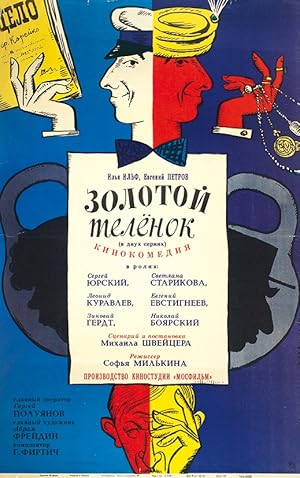 ДЕЛО
гр. Корейко
Илья ИЛЬФ, Евгений ПЕТРОВ
ЗОЛОТОЙ
телёнок
(в двух сериях)
КИНОКОМЕДИЯ
в ролях:
Сергей
ЮРСКИЙ,
Светлана
СТАРИКОВА,
Леонид
КУРАВЛЕВ,
Евгений
ЕВСТИГНЕЕВ,
Зиновий
ГЕРДТ,
Николай
БОЯРСКИЙ
Сценарий и постановка
Михаила ШВЕЙЦЕРА
Режиссер
Софья МИЛЬКИНА
ПРОИЗВОДСТВО КИНОСТУДИИ «МОСФИЛЬМ»
главный оператор
Сергей
ПОЛУЯНОВ
главный художник
Абрам
ФРЕЙДИН
композитор
Г. ФИРТИЧ